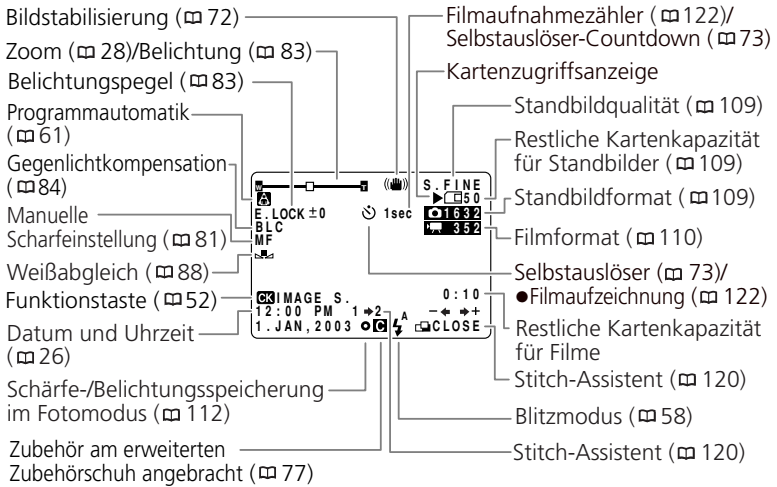 Bildstabilisierung ( 72)
Zoom ( 28)/Belichtung ( 83)
Belichtungspegel ( 83)
Programmautomatik
( 61)
Gegenlichtkompensation
( 84)
Manuelle
Scharfeinstellung ( 81)
Weißabgleich ( 88)
Funktionstaste ( 52)
Datum und Uhrzeit
( 26)
Schärfe-/Belichtungsspeicherung
im Fotomodus ( 112)
Zubehör am erweiterten
Zubehörschuh angebracht ( 77)
W T S.FINE
50
E.LOCK ±0 1sec 1632
BLC 352
MF
CK IMAGE S. 0:10
12:00 PM 1 ➜2 −← ➜+
1.JAN,2003 C A CLOSE
Filmaufnahmezähler ( 122)/
Selbstauslöser-Countdown ( 73)
Kartenzugriffsanzeige
Standbildqualität ( 109)
Restliche Kartenkapazität
für Standbilder ( 109)
Standbildformat ( 109)
Filmformat ( 110)
Selbstauslöser ( 73)/
●Filmaufzeichnung ( 122)
Restliche Kartenkapazität
für Filme
Stitch-Assistent ( 120)
Blitzmodus ( 58)
Stitch-Assistent ( 120)